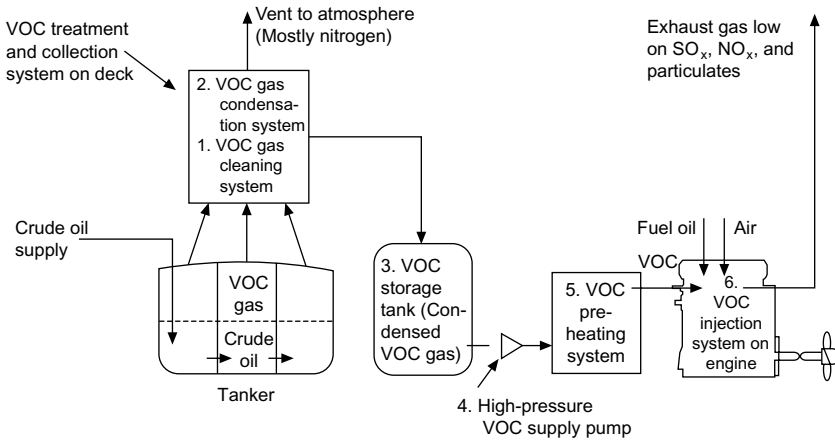 VOC treatment
and collection
system on deck
Vent to atmosphere
(Mostly nitrogen)
Exhaust gas low
on SOx, NOx, and
particulates
2. VOC gas
condensa-
tion system
1. VOC gas
cleaning
system
Crude oil
supply
VOC
gas
Crude
oil
Tanker
3. VOC
storage
tank (Con-
densed
VOC gas)
4. High-pressure
VOC supply pump
5. VOC
pre-
heating
system
Fuel oil
Air
VOC
6.
VOC
injection
system on
engine